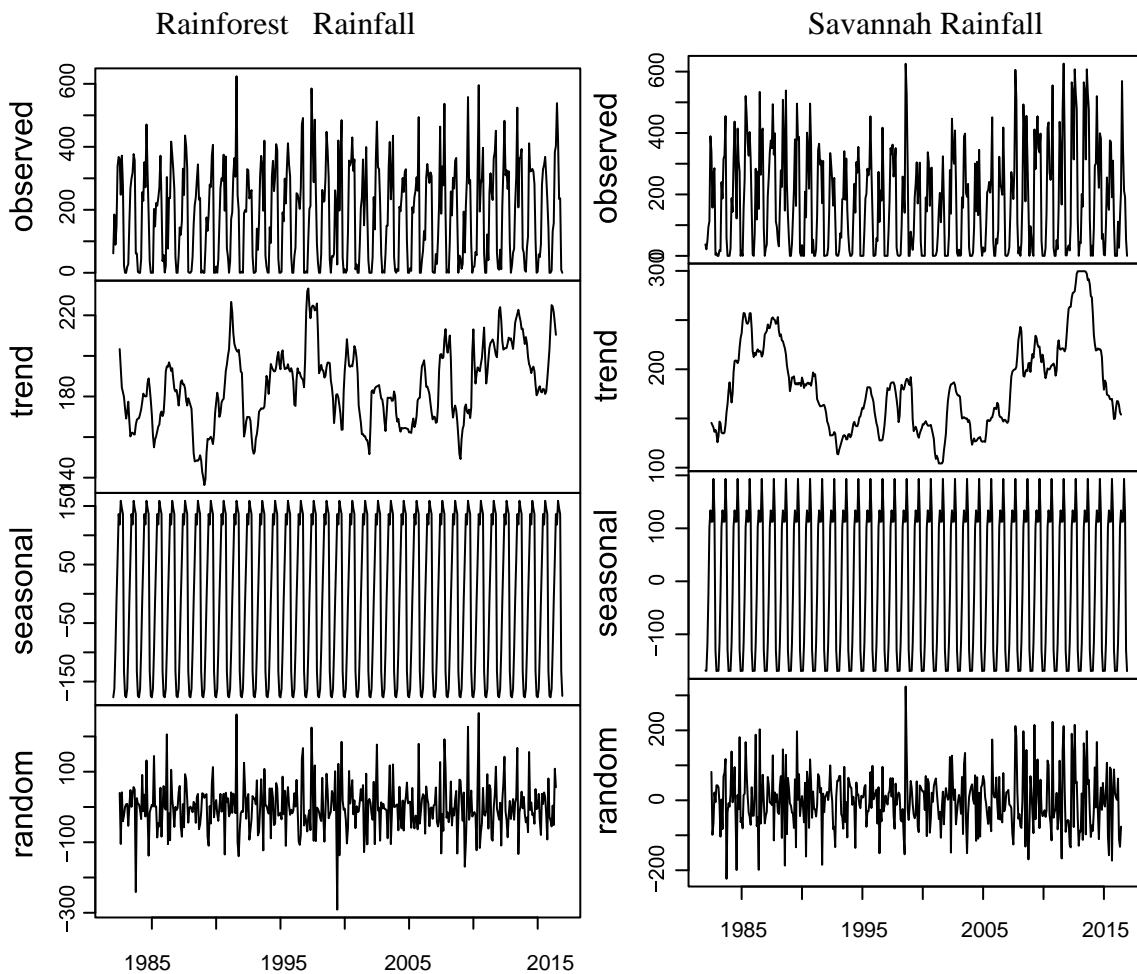 Rainforest Rainfall
observed
0 200 400 600
trend
140 180 220
seasonal
−150 −50 50 150
random
−300 −100 100
1985 1995 2005 2015
Savannah Rainfall
observed
0 200 400 600
trend
100 200 300
seasonal
−100 0 100
random
−200 0 200
1985 1995 2005 2015